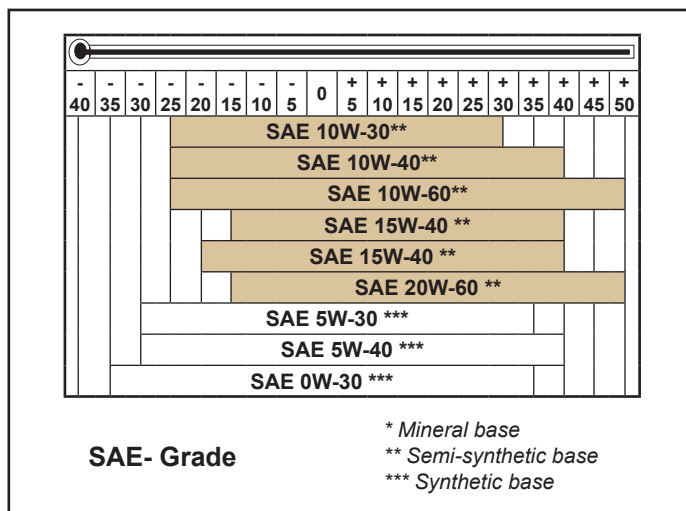 - - - - - - - - 0 + + + + + + + + + +
40 35 30 25 20 15 10 5 5 10 15 20 25 30 35 40 45 50
SAE 10W-30**
SAE 10W-40**
SAE 10W-60**
SAE 15W-40 **
SAE 15W-40 **
SAE 20W-60 **
SAE 5W-30 ***
SAE 5W-40 ***
SAE 0W-30 ***
SAE- Grade
* Mineral base
** Semi-synthetic base
*** Synthetic base